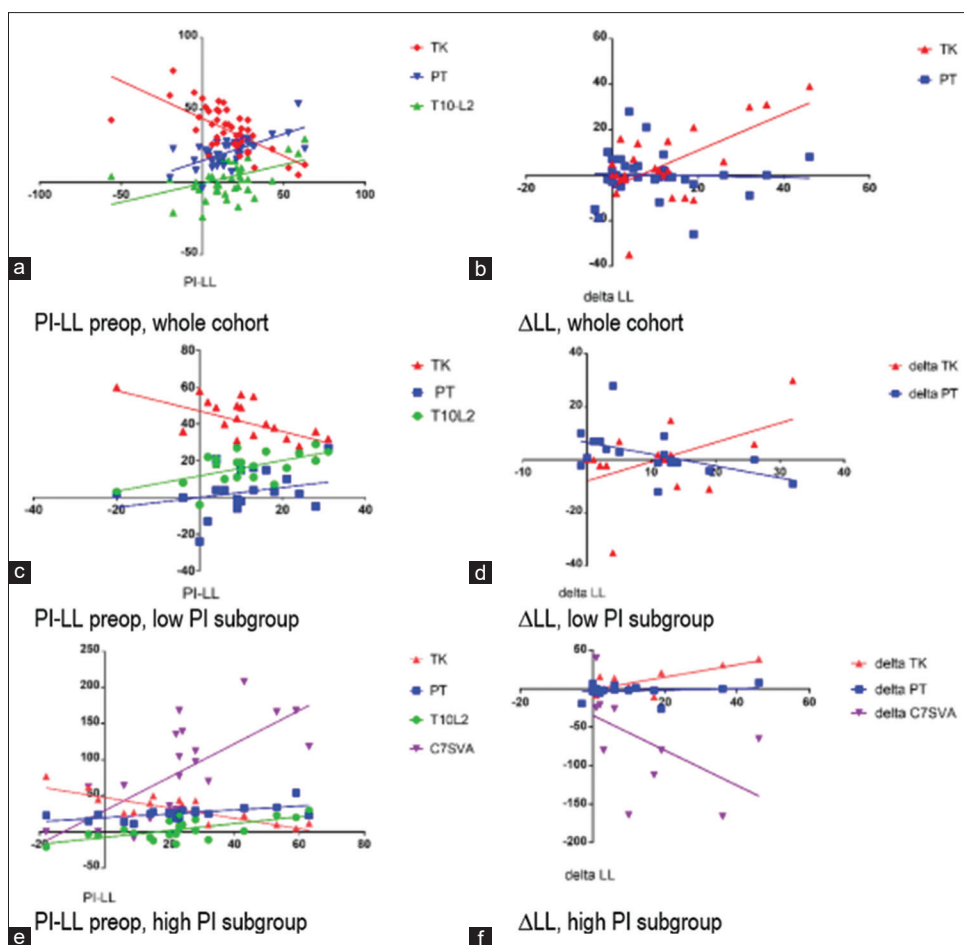 100
TK
PT
T10-L2
50
-100
-50
50
100
-50
a
PI-LL
PI-LL preop, whole cohort
60
TK
PT
40
20
-20
20
40
60
-20
-40
b
delta LL
ΔLL, whole cohort
80
TK
PT
T10L2
60
40
20
-40
-20
20
40
-20
-40
c
PI-LL
PI-LL preop, low PI subgroup
40
delta TK
delta PT
20
-10
10
20
30
40
-20
-40
d
delta LL
ΔLL, low PI subgroup
250
TK
PT
T10L2
C7SVA
200
150
100
50
-20
20
40
60
80
-50
PI-LL
e
PI-LL preop, high PI subgroup
50
delta TK
delta PT
delta C7SVA
-20
20
40
60
-50
-100
-150
-200
delta LL
f
ΔLL, high PI subgroup